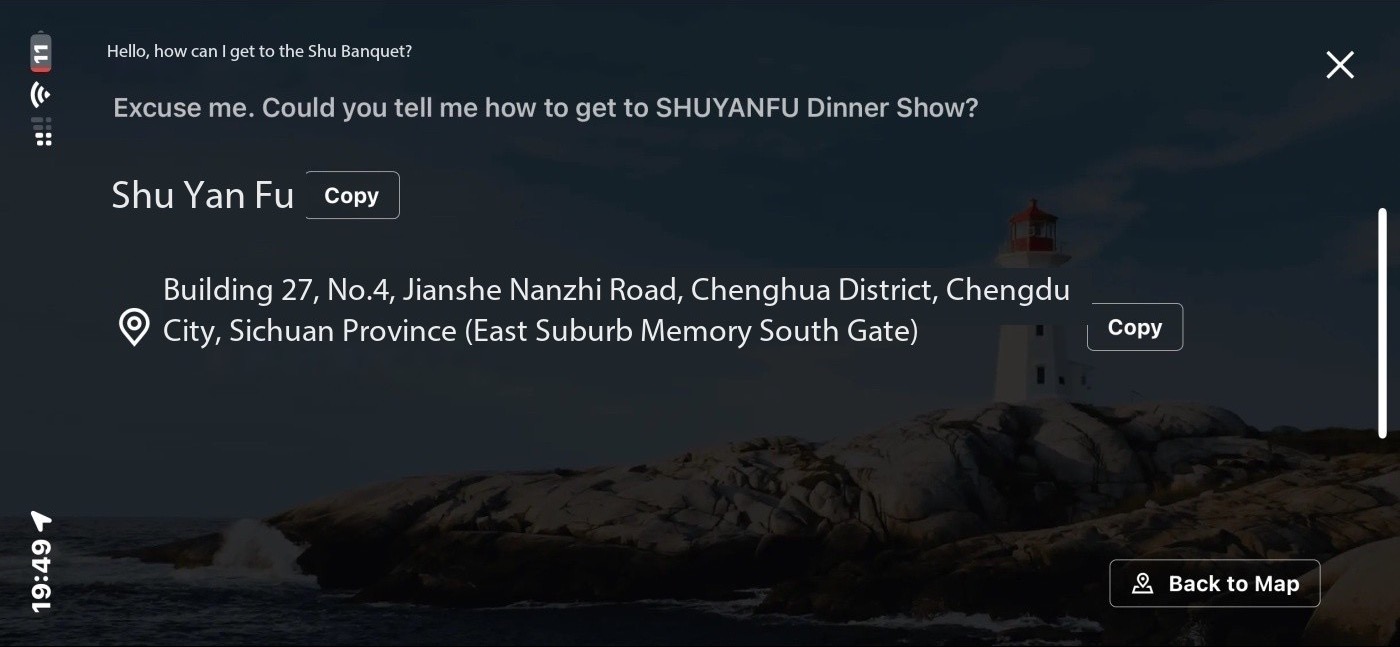 11
Hello, how can I get to the Shu Banquet?
Excuse me. Could you tell me how to get to SHUYANFU Dinner Show?
Shu Yan Fu Copy
Building 27, No.4, Jianshe Nanzhi Road, Chenghua District, Chengdu
City, Sichuan Province (East Suburb Memory South Gate) Copy
19:49
Back to Map